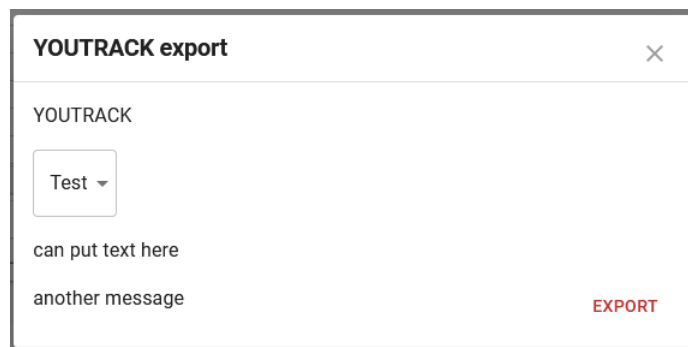 YOUTRACK export
YOUTRACK
Test
can put text here
another message
EXPORT